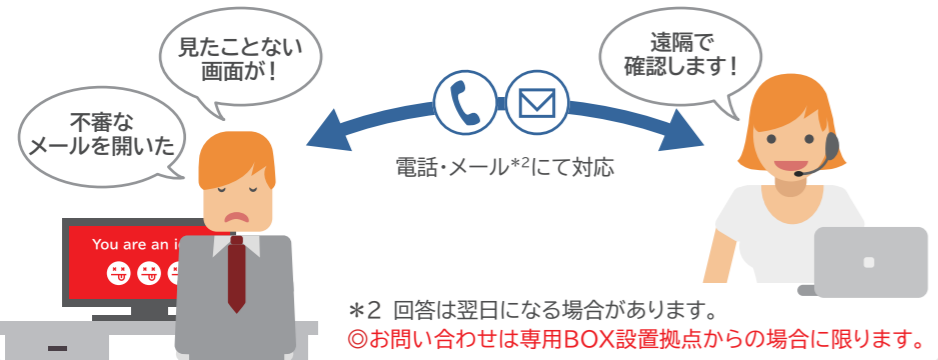 見たことない
画面が!
不審な
メールを開いた
遠隔で
確認します!
電話・メール*2にて対応
You are an i
*2 回答は翌日になる場合があります。
◎お問い合わせは専用BOX設置拠点からの場合に限ります。